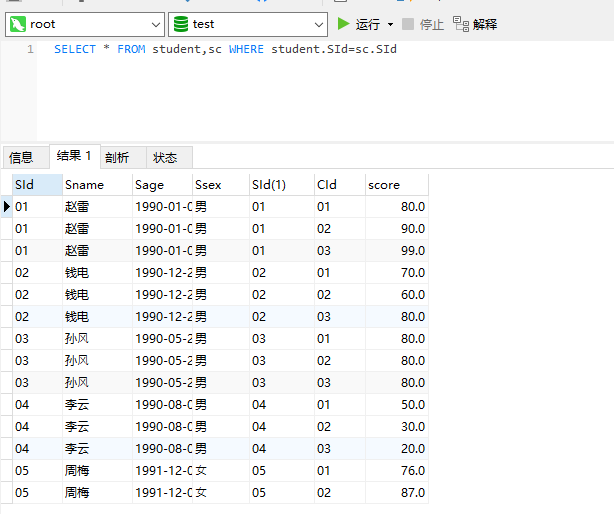 root test 运行 停止 解释
1 SELECT * FROM student,sc WHERE student.SId=sc.SId
信息 结果 1 剖析 状态
SId Sname Sage Ssex SId(1) CId score
01 赵雷 1990-01-0 男 01 01 80.0
01 赵雷 1990-01-0 男 01 02 90.0
01 赵雷 1990-01-0 男 01 03 99.0
02 钱电 1990-12-2 男 02 01 70.0
02 钱电 1990-12-2 男 02 02 60.0
02 钱电 1990-12-2 男 02 03 80.0
03 孙风 1990-05-2 男 03 01 80.0
03 孙风 1990-05-2 男 03 02 80.0
03 孙风 1990-05-2 男 03 03 80.0
04 李云 1990-08-0 男 04 01 50.0
04 李云 1990-08-0 男 04 02 30.0
04 李云 1990-08-0 男 04 03 20.0
05 周梅 1991-12-0 女 05 01 76.0
05 周梅 1991-12-0 女 05 02 87.0